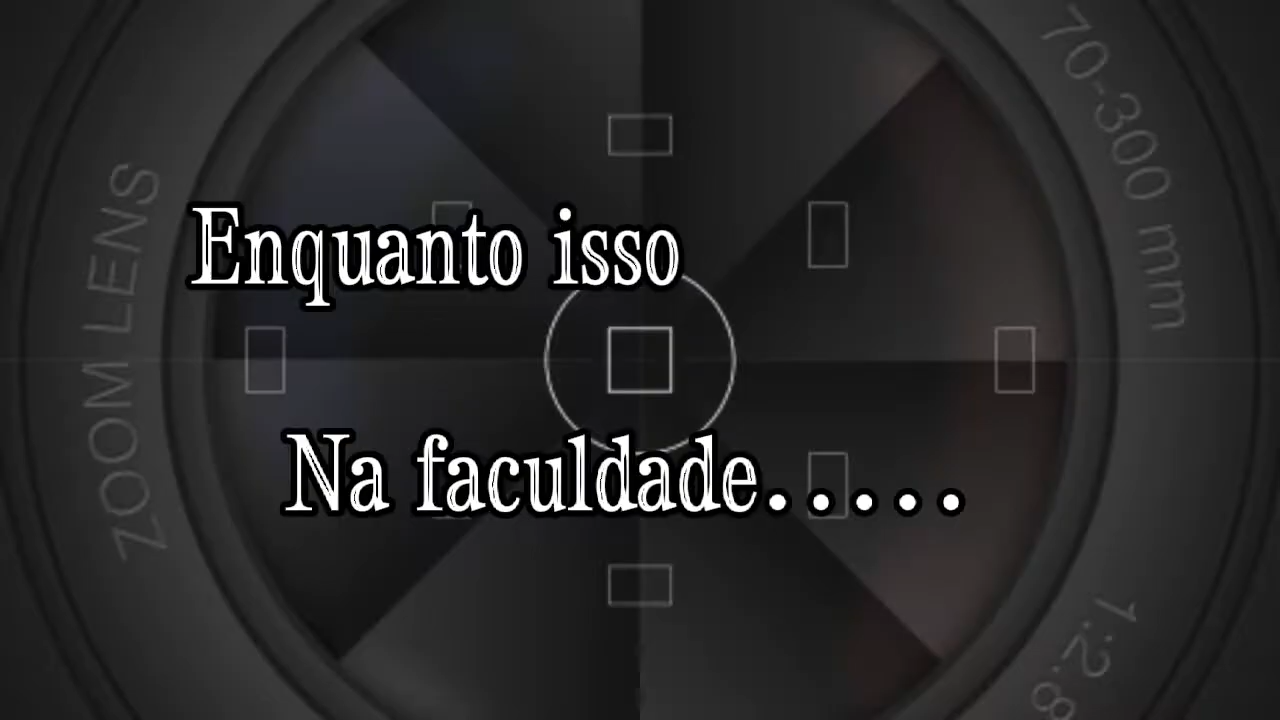 ZOOM LENS
70-300 mm
Enquanto isso
Na faculdade.....
1:2.8